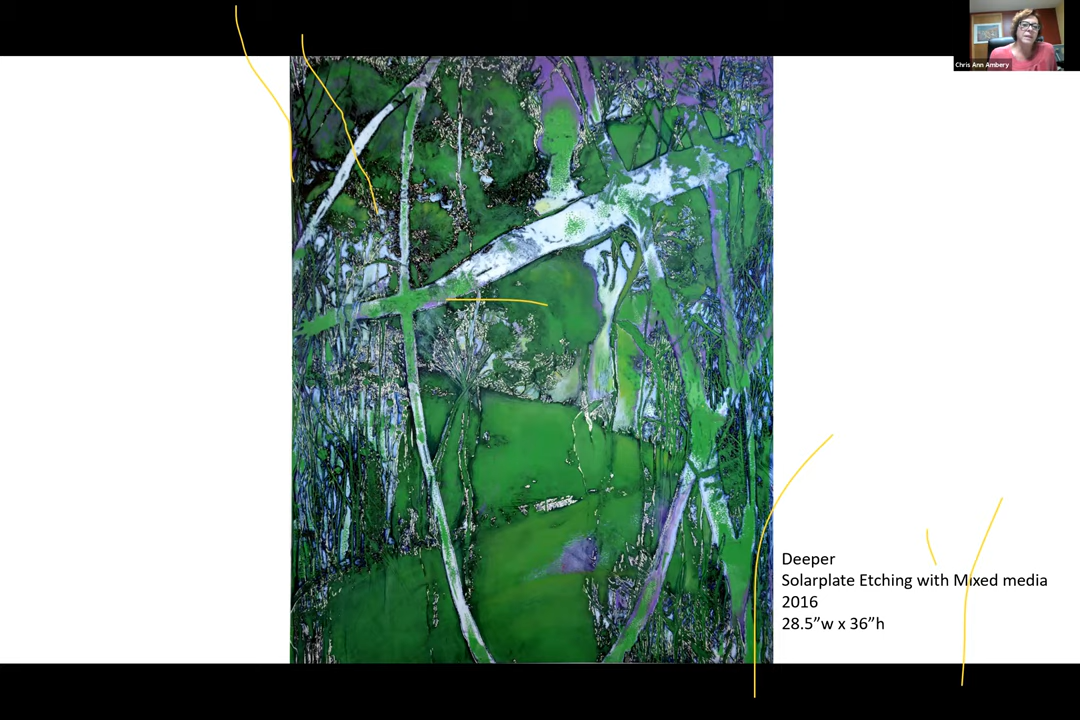 Chris Ann Ambery
Deeper
Solarplate Etching with Mixed media
2016
28.5”w x 36”h